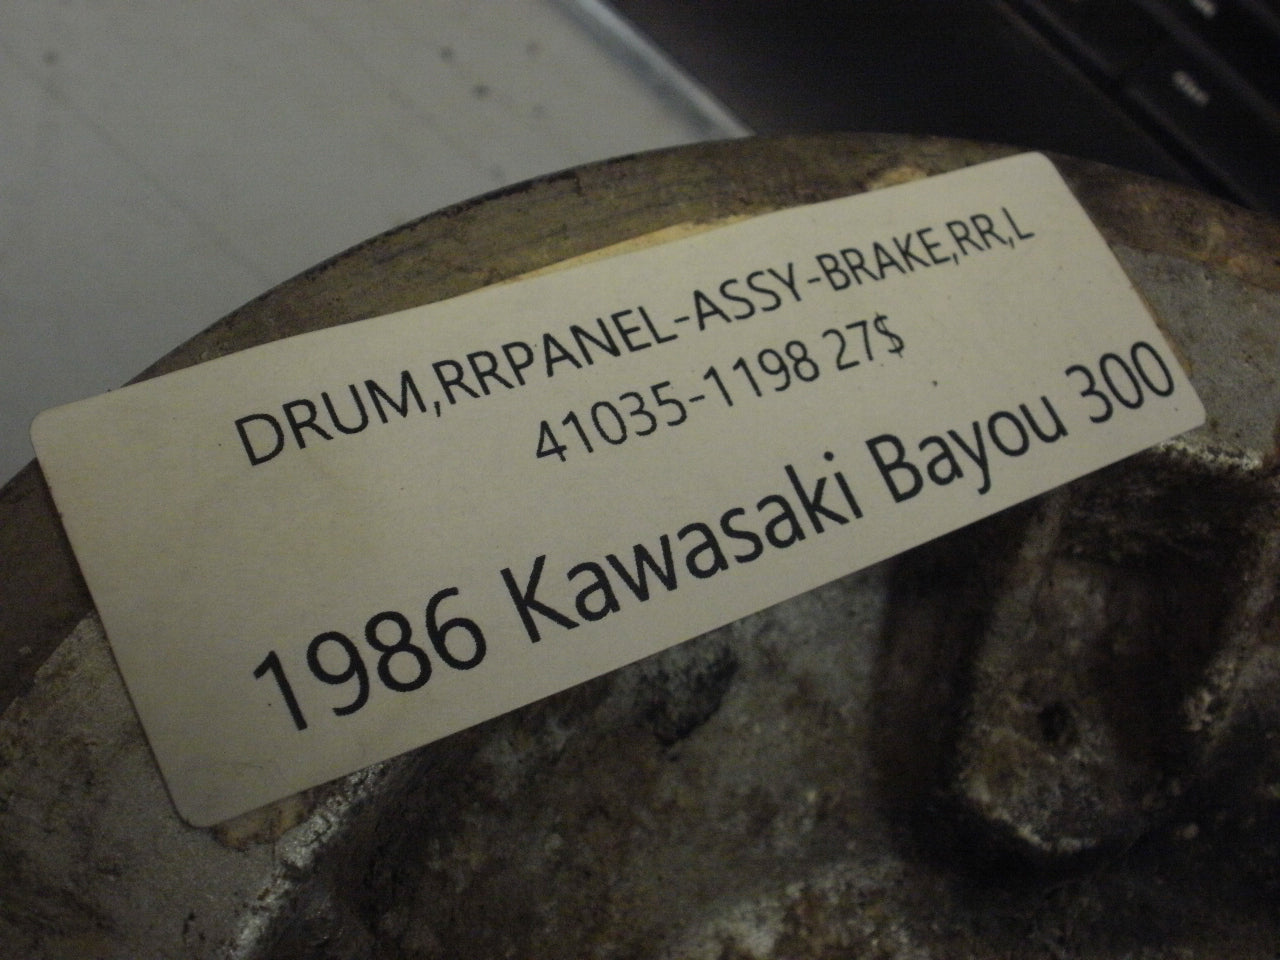 DRUM,RRPANEL-ASSY-BRAKE,RR,L
41035-1198 27$
1986 Kawasaki Bayou 300